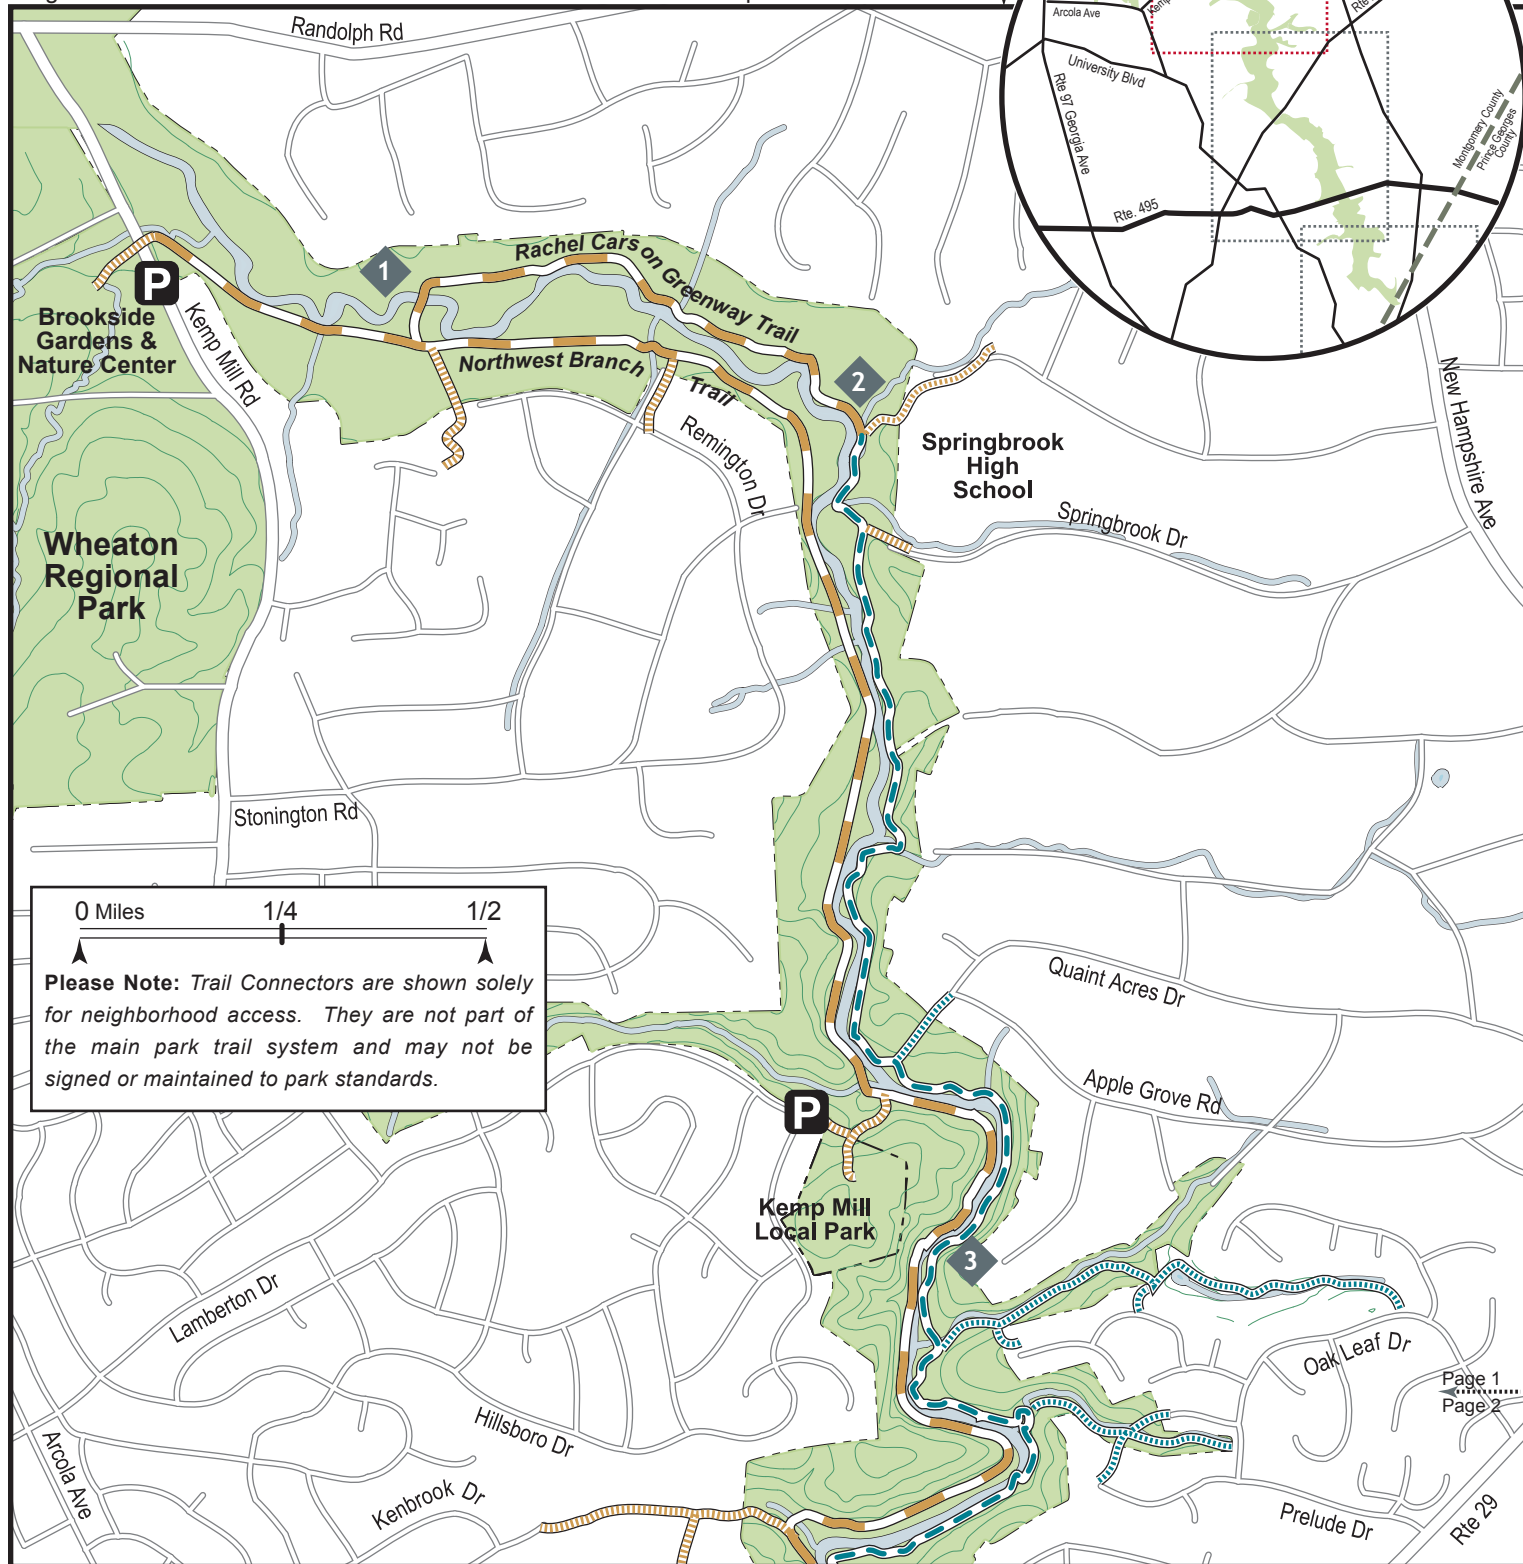 Randolph Rd
Arcola Ave
University Blvd
Rte 97 Georgia Ave
Rte. 495
Montgomery County
Prince Georges
County
1
Rachel Carson Greenway Trail
P
Brookside
Gardens &
Nature Center
Kemp Mill Rd
Northwest Branch
Trail
2
Remington Dr
Springbrook
High
School
New Hampshire Ave
Springbrook Dr
Wheaton
Regional
Park
Stonington Rd
0 Miles 1/4 1/2
Please Note: Trail Connectors are shown solely
for neighborhood access. They are not part of
the main park trail system and may not be
signed or maintained to park standards.
Quaint Acres Dr
Apple Grove Rd
P
Kemp Mill
Local Park
3
Lamberton Dr
Oak Leaf Dr
Page 1
Page 2
Hillsboro Dr
Arcola Ave
Kenbrook Dr
Prelude Dr
Rte 29